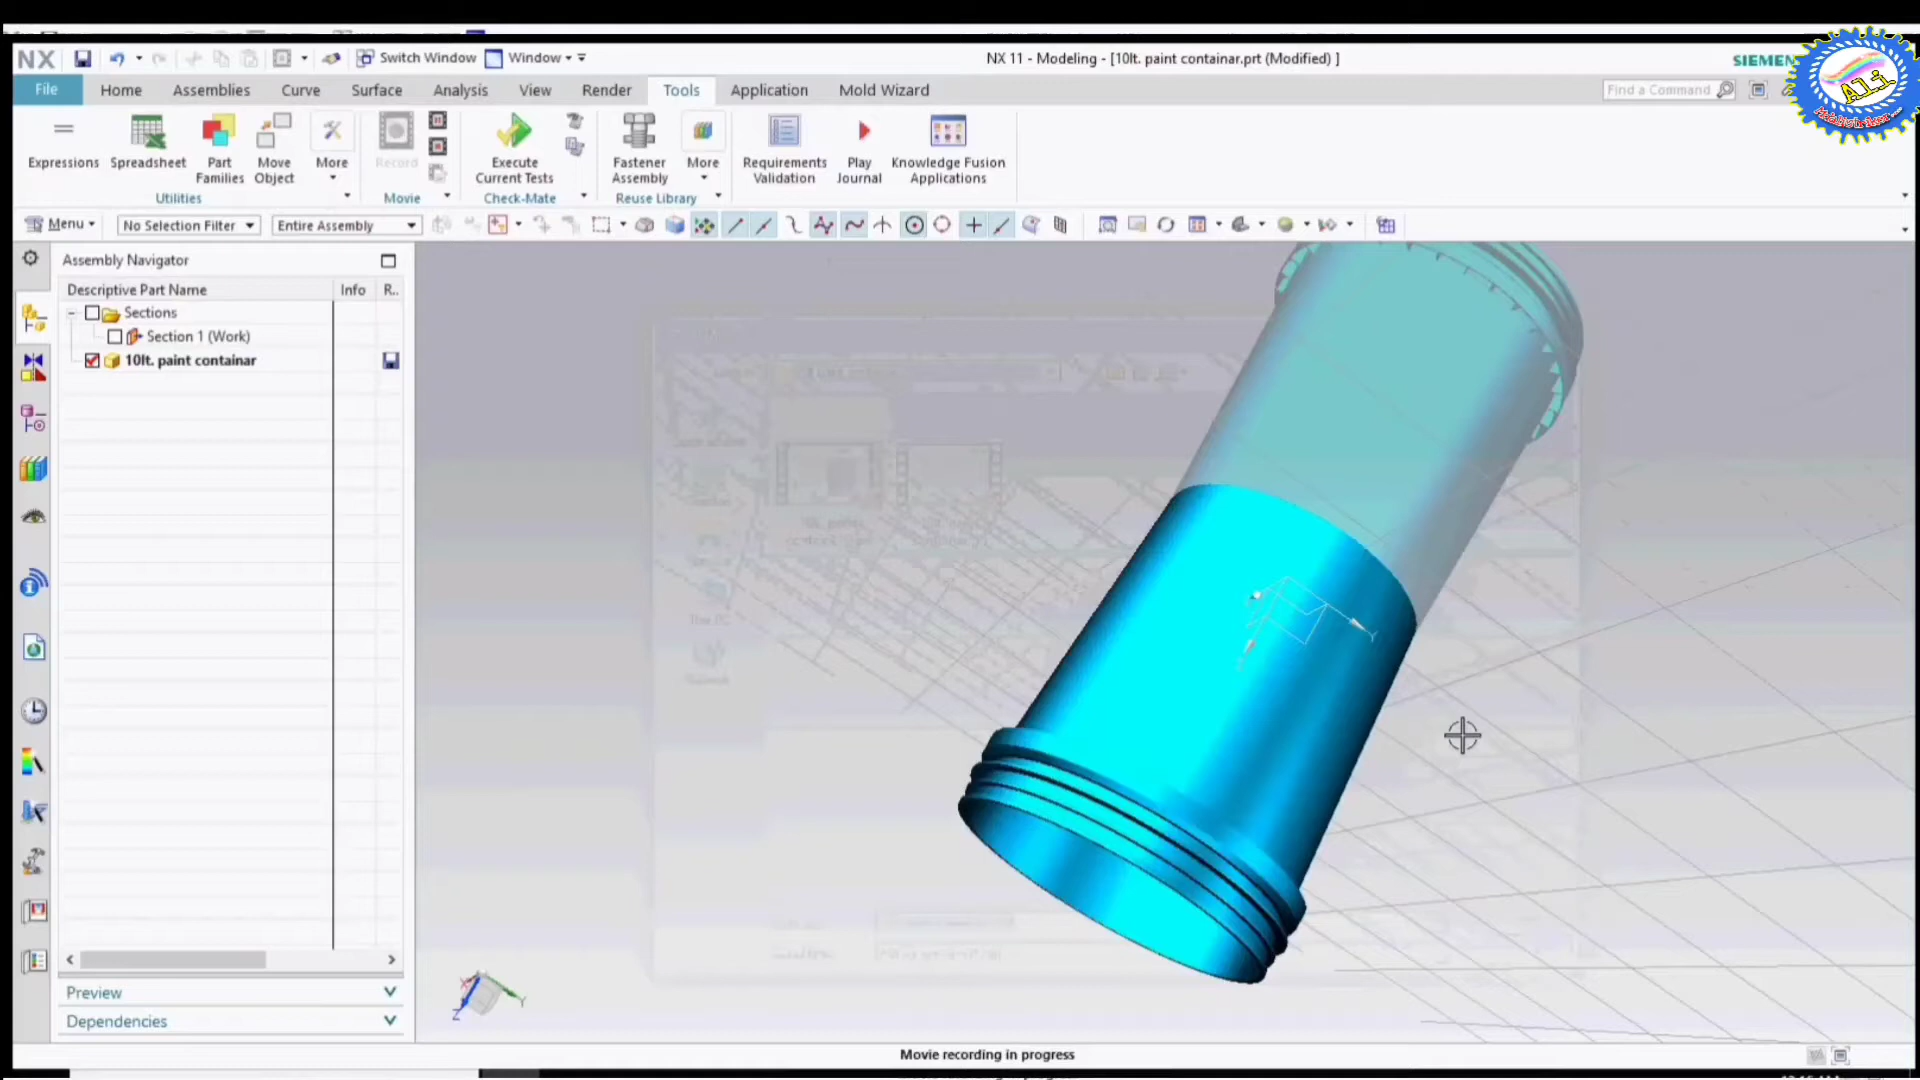 NX
Switch Window
Window
NX 11 - Modeling - [10lt. paint containar.prt (Modified) ]
SIEMEN
File Home Assemblies Curve Surface Analysis View Render Tools Application Mold Wizard
Find a Command
A.l.i.
Expressions
Spreadsheet
Part Families
Move Object
More
Record
Execute Current Tests
Fastener Assembly
More
Requirements Validation
Play Journal
Knowledge Fusion Applications
Utilities
Movie
Check-Mate
Reuse Library
Menu
No Selection Filter
Entire Assembly
Assembly Navigator
Descriptive Part Name Info R..
Sections
Section 1 (Work)
10lt. paint containar
This PC
X
Y
Z
Preview
Dependencies
Movie recording in progress